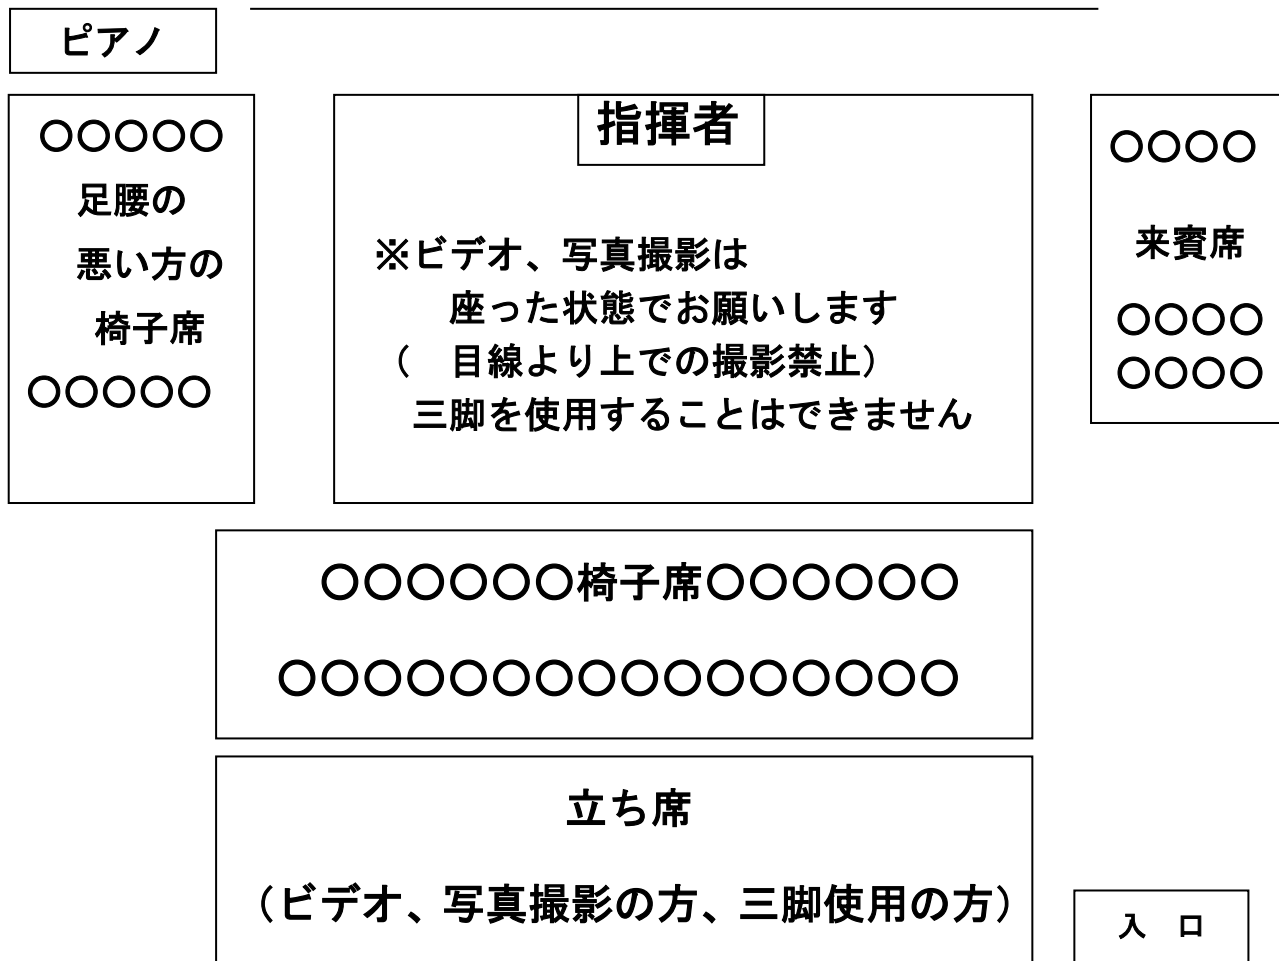 ピアノ
〇〇〇〇〇
足腰の
悪い方の
椅子席
〇〇〇〇〇
指揮者
※ビデオ、写真撮影は
座った状態でお願いします
（　目線より上での撮影禁止）
三脚を使用することはできません
〇〇〇〇
来賓席
〇〇〇〇
〇〇〇〇
〇〇〇〇〇〇椅子席〇〇〇〇〇〇
〇〇〇〇〇〇〇〇〇〇〇〇〇〇〇〇
立ち席
（ビデオ、写真撮影の方、三脚使用の方）
入　口